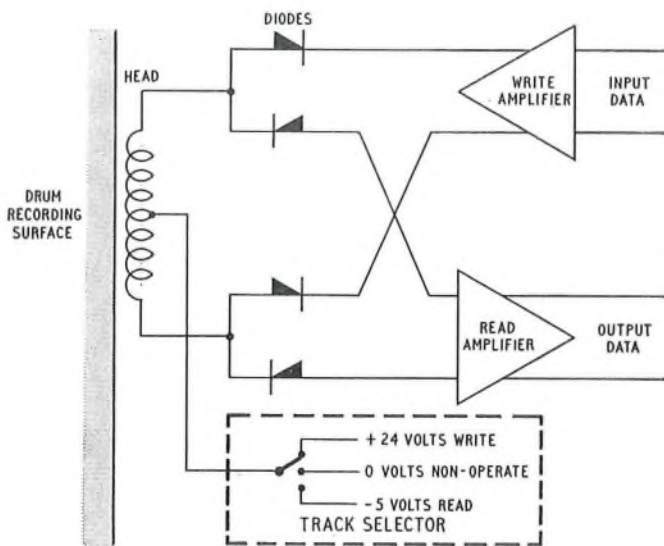 DIODES
HEAD
WRITE
AMPLIFIER
INPUT
DATA
DRUM
RECORDING
SURFACE
READ
AMPLIFIER
OUTPUT
DATA
+ 24 VOLTS WRITE
0 VOLTS NON-OPERATE
- 5 VOLTS READ
TRACK SELECTOR